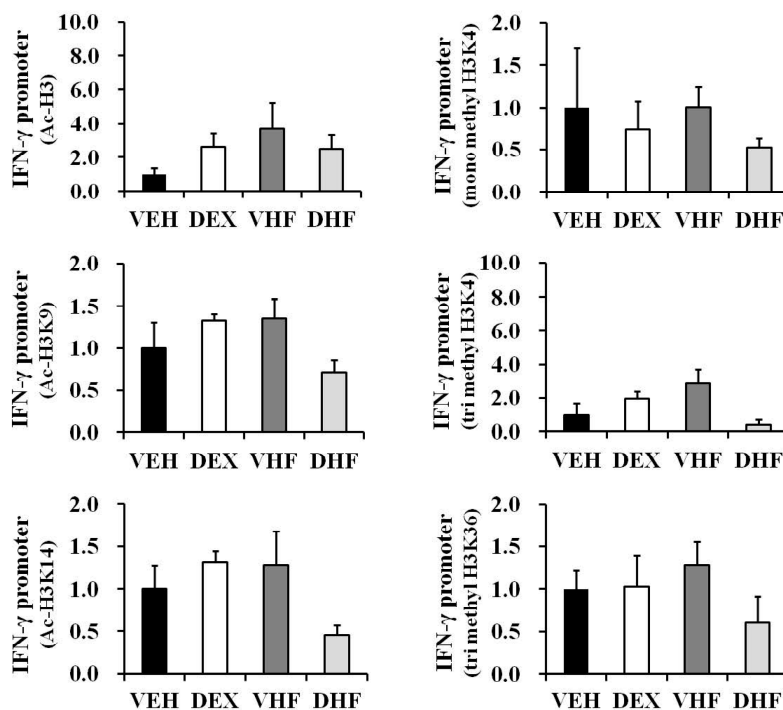 IFN-γ promoter
(Ac-H3)
10.0
8.0
6.0
4.0
2.0
0.0
VEH DEX VHF DHF
IFN-γ promoter
(mono methyl H3K4)
2.0
1.5
1.0
0.5
0.0
VEH DEX VHF DHF
IFN-γ promoter
(Ac-H3K9)
2.0
1.5
1.0
0.5
0.0
VEH DEX VHF DHF
IFN-γ promoter
(tri methyl H3K4)
10.0
8.0
6.0
4.0
2.0
0.0
VEH DEX VHF DHF
IFN-γ promoter
(Ac-H3K14)
2.0
1.5
1.0
0.5
0.0
VEH DEX VHF DHF
IFN-γ promoter
(tri methyl H3K36)
2.0
1.5
1.0
0.5
0.0
VEH DEX VHF DHF